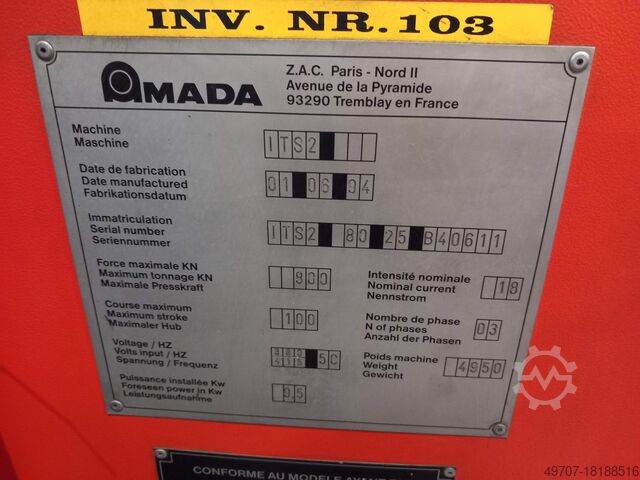 INV. NR. 103
AMADA
Z.A.C. Paris - Nord II
Avenue de la Pyramide
93290 Tremblay en France
Machine
Maschine
ITS2
Date de fabrication
Date manufactured
Fabrikationsdatum
01 06 04
Immatriculation
Serial number
Seriennummer
ITS2 80 25 B40611
Force maximale KN
Maximum tonnage KN
Maximale Presskraft
Intensité nominale
Nominal current
Nennstrom
18
Course maximum
Maximum stroke
Maximaler Hub
100
Nombre de phase
N of phases
Anzahl der Phasen
03
Voltage / HZ
Volts input / HZ
Spannung / Frequenz
Poids machine
Weight
Gewicht
4950
Puissance installée Kw
Foreseen power in Kw
Leistungsaufnahme
CONFORME AU MODELE
49707-18188516